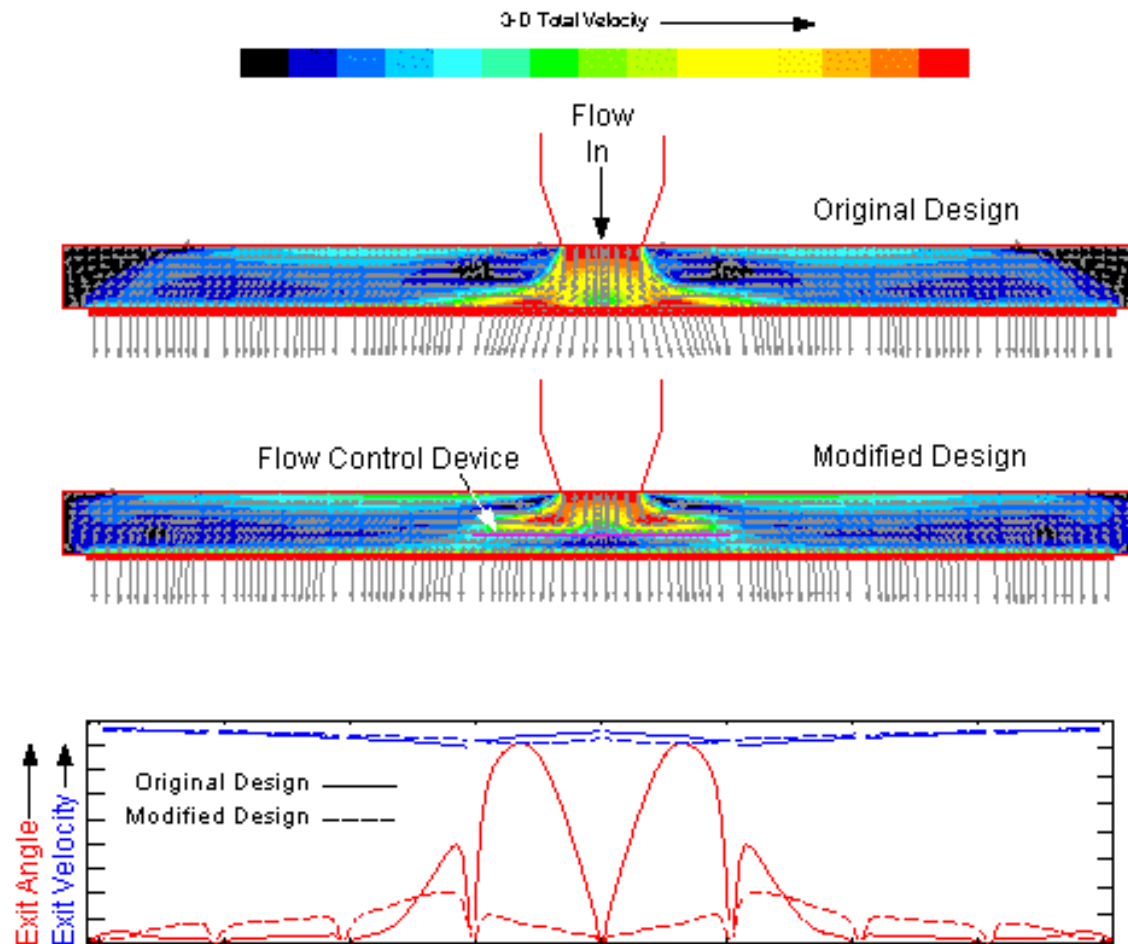 3-D Total Velocity
Flow
In
Original Design
Flow Control Device
Modified Design
Exit Angle
Exit Velocity
Original Design
Modified Design